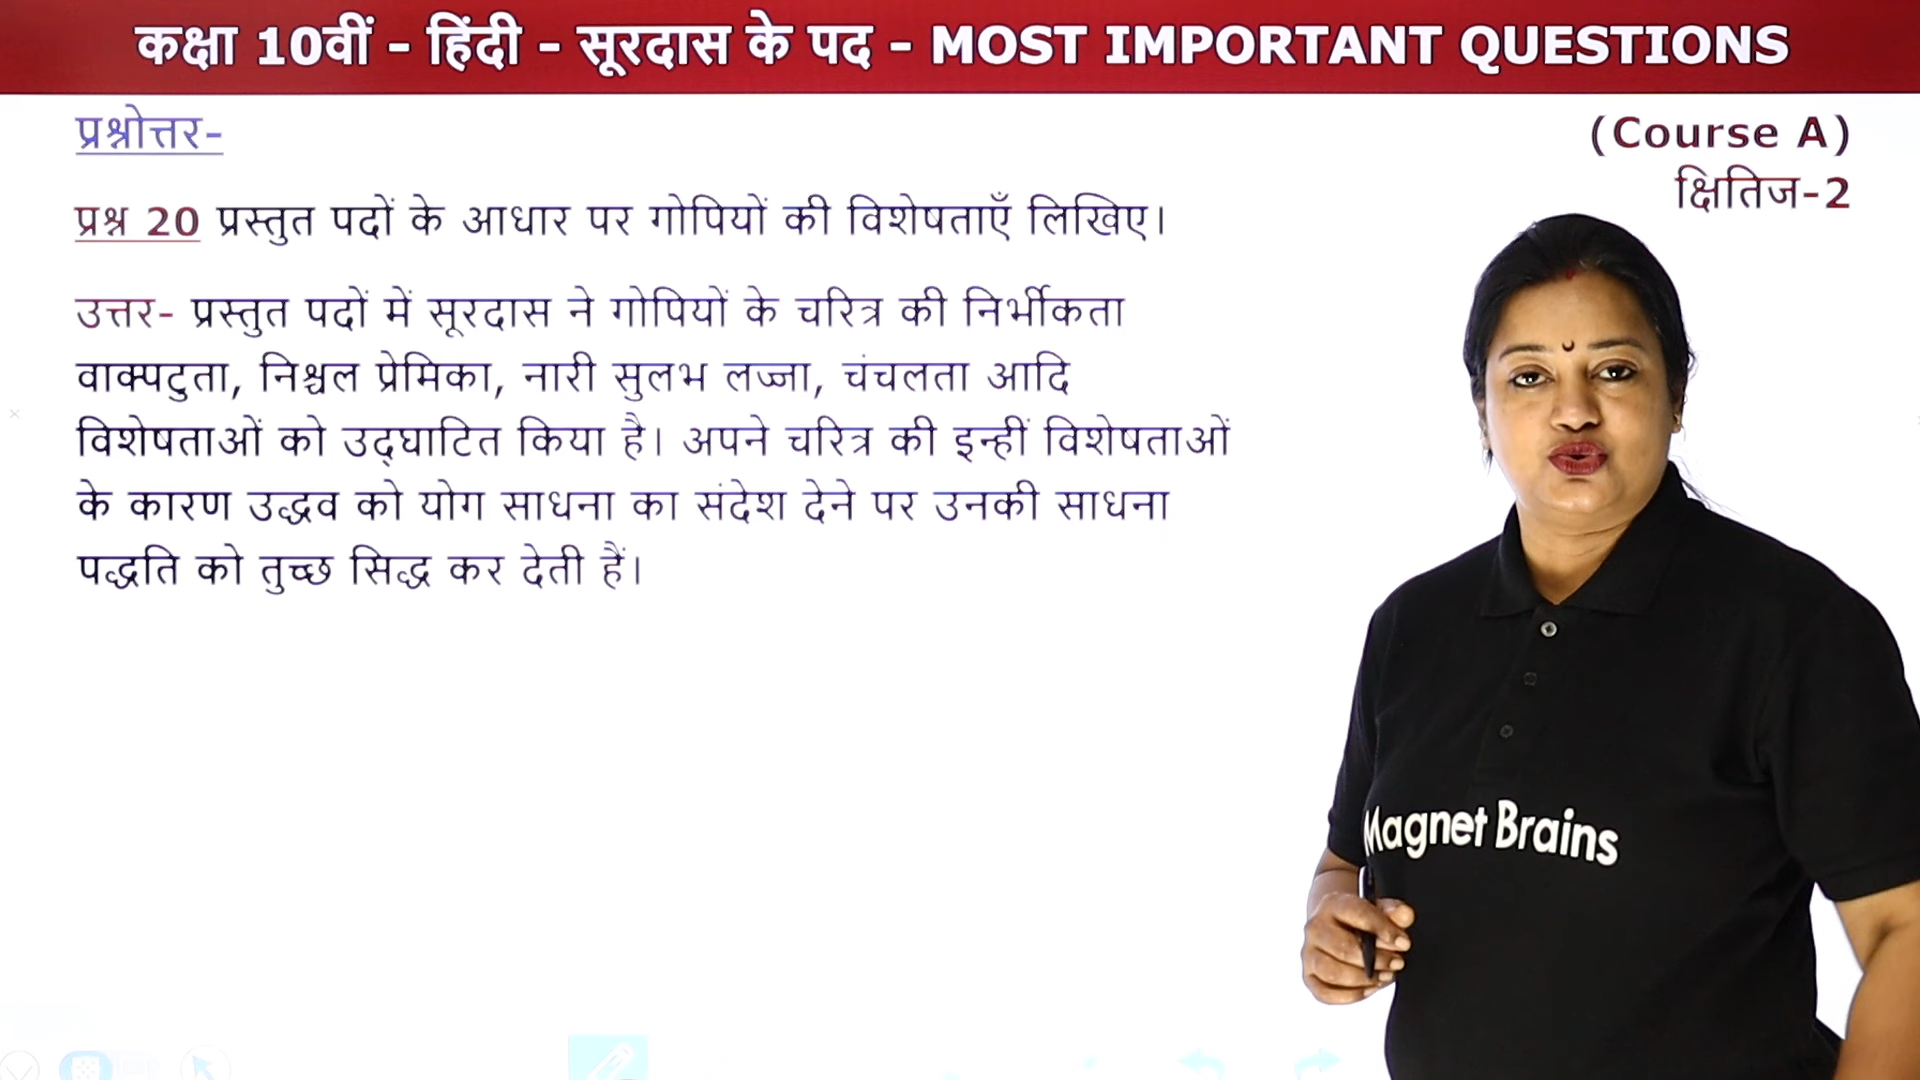 कक्षा 10वीं - हिंदी - सूरदास के पद - MOST IMPORTANT QUESTIONS
प्रश्नोत्तर-
(Course A)
क्षितिज-2
प्रश्न 20 प्रस्तुत पदों के आधार पर गोपियों की विशेषताएँ लिखिए।
उत्तर- प्रस्तुत पदों में सूरदास ने गोपियों के चरित्र की निर्भीकता
वाक्पटुता, निश्चल प्रेमिका, नारी सुलभ लज्जा, चंचलता आदि
विशेषताओं को उद्घाटित किया है। अपने चरित्र की इन्हीं विशेषताओं
के कारण उद्धव को योग साधना का संदेश देने पर उनकी साधना
पद्धति को तुच्छ सिद्ध कर देती हैं।
Magnet Brains